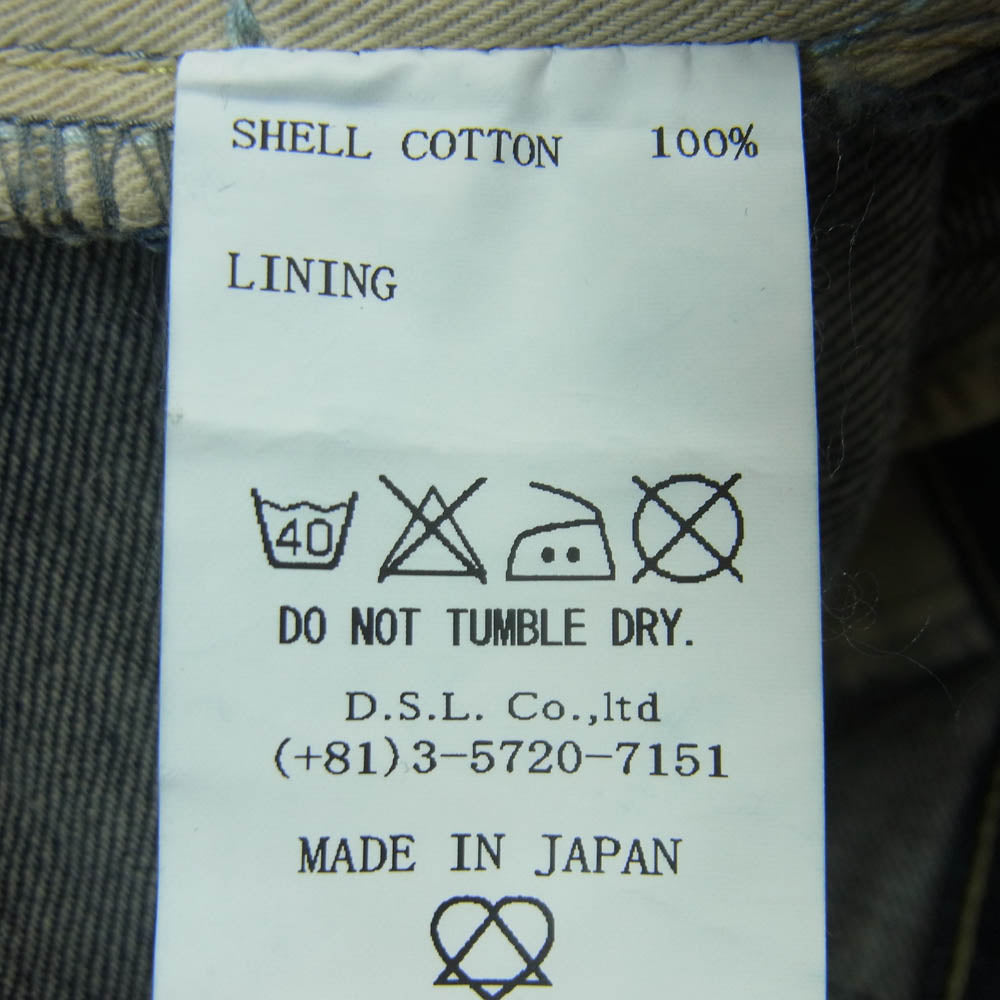 SHELL COTTON 100%
LINING
40
DO NOT TUMBLE DRY.
D.S.L. Co.,ltd
(+81)3-5720-7151
MADE IN JAPAN